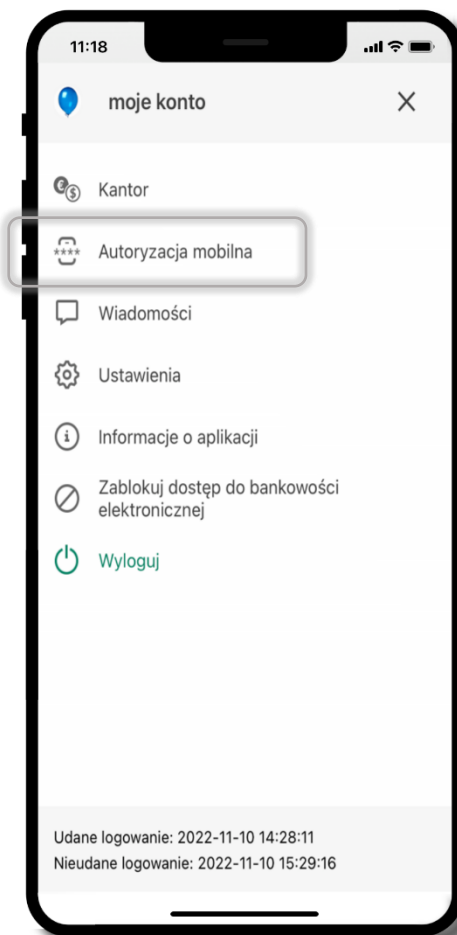 11:18
moje konto
Kantor
Autoryzacja mobilna
Wiadomości
Ustawienia
Informacje o aplikacji
Zablokuj dostęp do bankowości
elektronicznej
Wyloguj
Udane logowanie: 2022-11-10 14:28:11
Nieudane logowanie: 2022-11-10 15:29:16